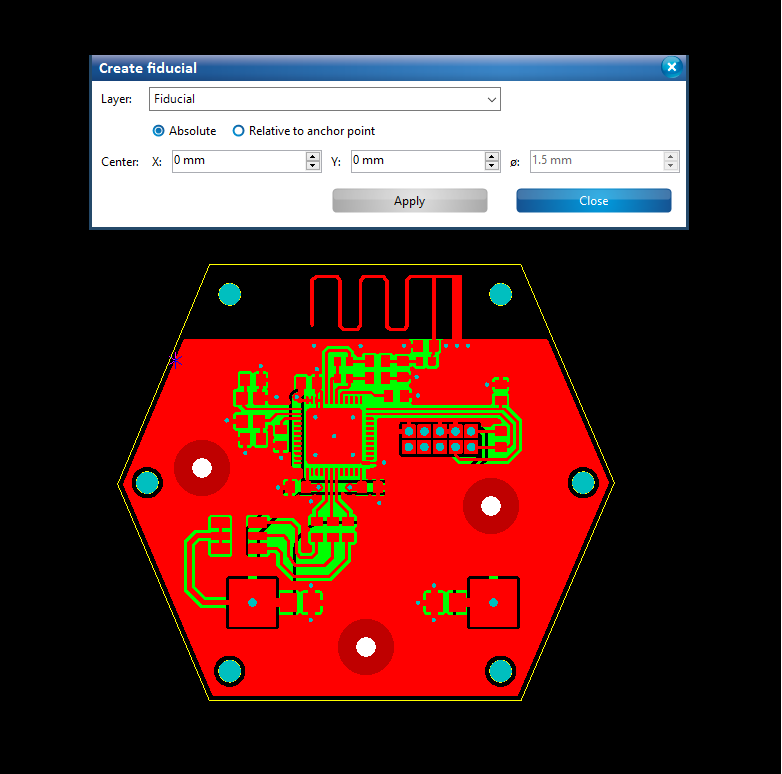 Create fiducial
Layer: Fiducial
Absolute Relative to anchor point
Center: X: 0 mm Y: 0 mm ø: 1.5 mm
Apply Close